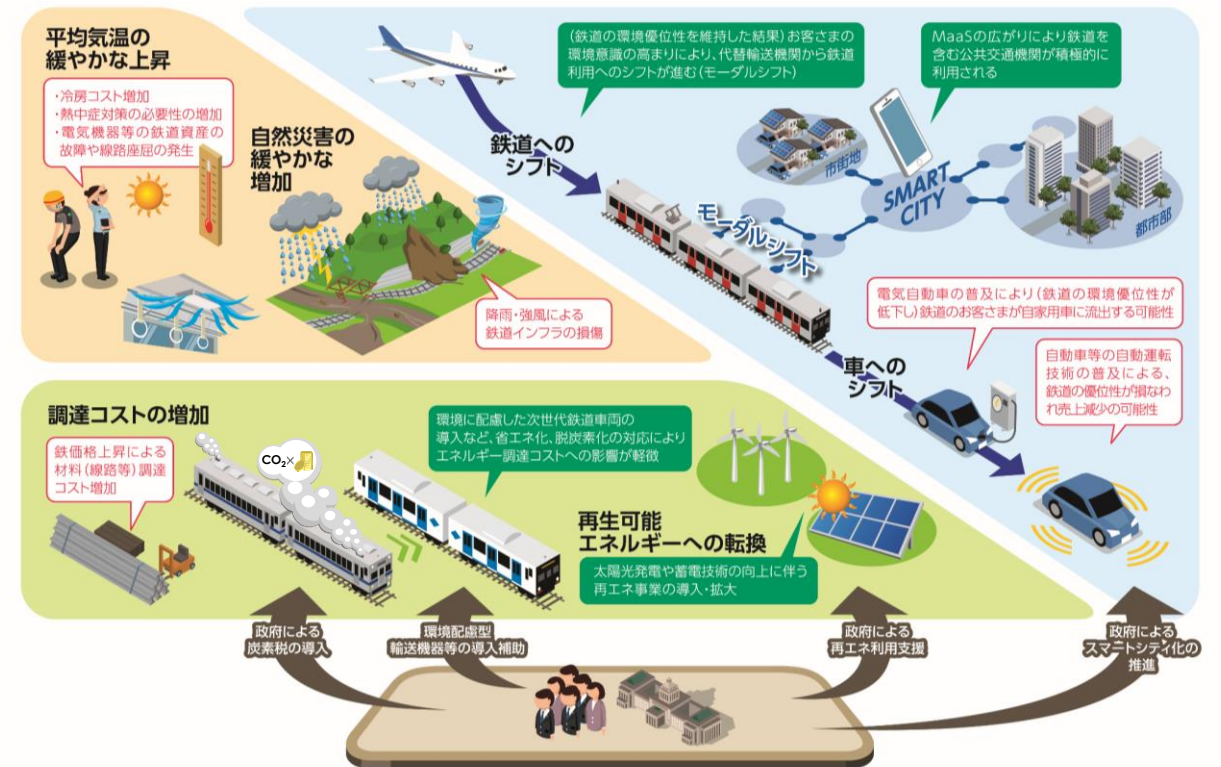 平均気温の
緩やかな上昇
・冷房コスト増加
・熱中症対策の必要性の増加
・電気機器等の鉄道資産の
故障や線路座屈の発生
自然災害の
緩やかな
増加
降雨・強風による
鉄道インフラの損傷
(鉄道の環境優位性を維持した結果)お客さまの
環境意識の高まりにより、代替輸送機関から鉄道
利用へのシフトが進む(モーダルシフト)
MaaSの広がりにより鉄道を
含む公共交通機関が積極的に
利用される
鉄道への
シフト
市街地
SMART
CITY
都市部
モーダルシフト
電気自動車の普及により(鉄道の環境優位性が
低下し)鉄道のお客さまが自家用車に流出する可能性
車への
シフト
自動車等の自動運転
技術の普及による、
鉄道の優位性が損なわ
れ売上減少の可能性
調達コストの増加
鉄価格上昇による
材料(線路等)調達
コスト増加
CO₂×
環境に配慮した次世代鉄道車両の
導入など、省エネ化、脱炭素化の対応により
エネルギー調達コストへの影響が軽微
再生可能
エネルギーへの転換
太陽光発電や蓄電技術の向上に伴う
再エネ事業の導入・拡大
政府による
炭素税の導入
環境配慮型
輸送機器等の導入補助
政府による
再エネ利用支援
政府による
スマートシティ化の
推進